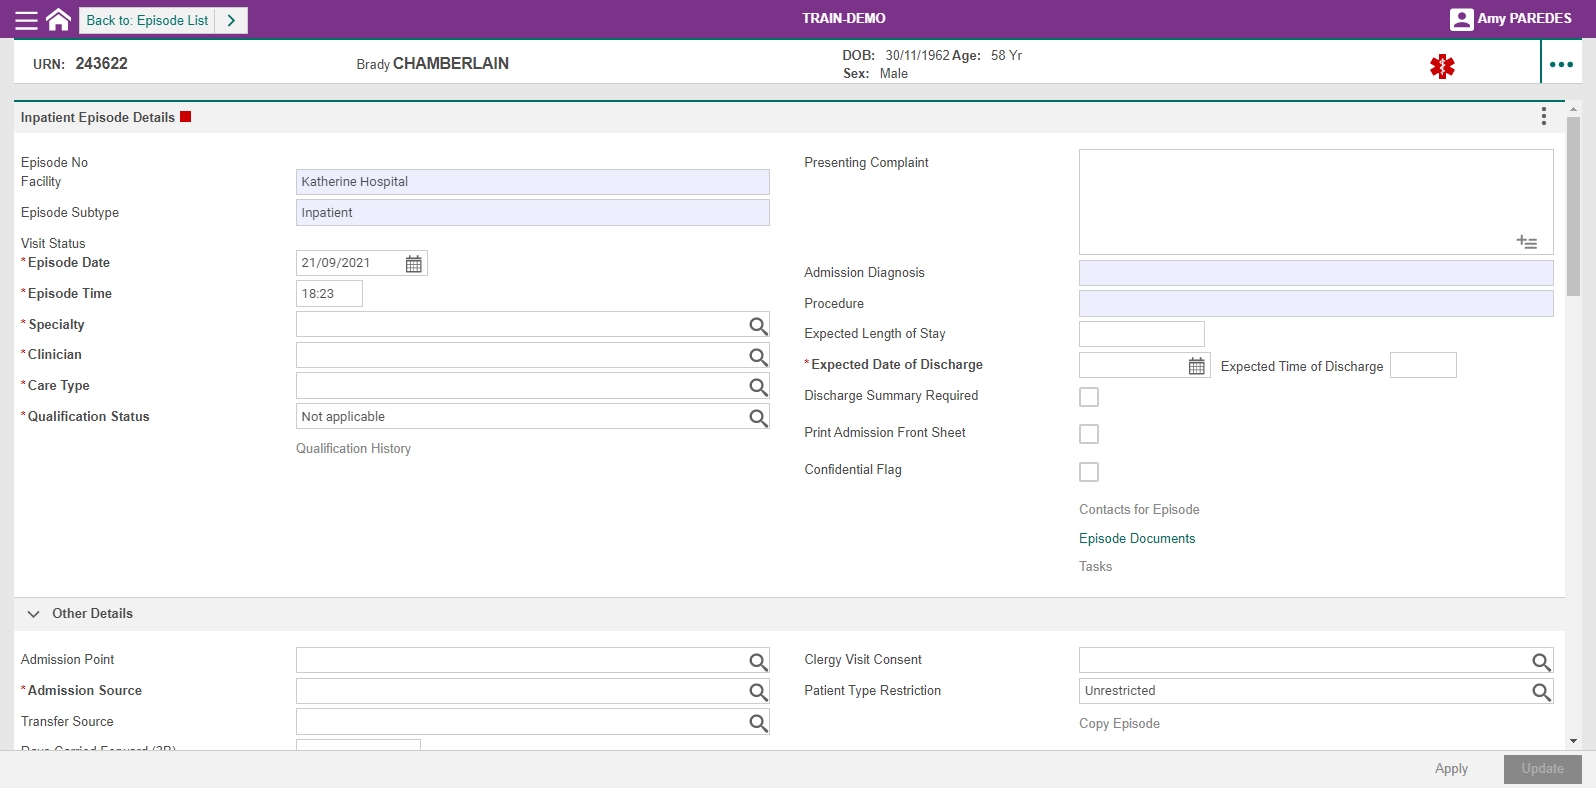 Back to: Episode List
TRAIN-DEMO
Amy PAREDES
URN: 243622
Brady CHAMBERLAIN
DOB: 30/11/1962 Age: 58 Yr
Sex: Male
Inpatient Episode Details
Episode No
Facility
Katherine Hospital
Episode Subtype
Inpatient
Visit Status
*Episode Date
21/09/2021
*Episode Time
18:23
*Specialty
*Clinician
*Care Type
*Qualification Status
Not applicable
Qualification History
Presenting Complaint
Admission Diagnosis
Procedure
Expected Length of Stay
*Expected Date of Discharge
Expected Time of Discharge
Discharge Summary Required
Print Admission Front Sheet
Confidential Flag
Contacts for Episode
Episode Documents
Tasks
Other Details
Admission Point
*Admission Source
Transfer Source
Clergy Visit Consent
Patient Type Restriction
Unrestricted
Copy Episode
Apply
Update